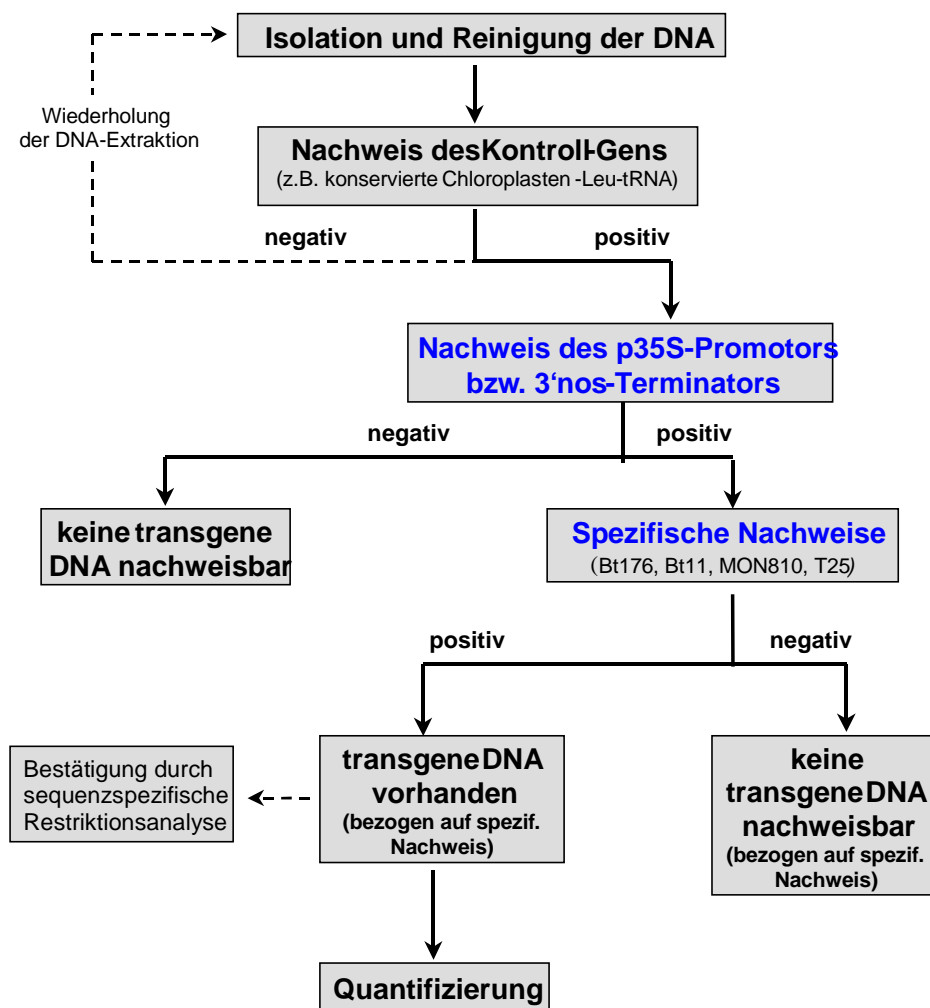 Isolation und Reinigung der DNA
Wiederholung
der DNA-Extraktion
Nachweis desKontroll-Gens
(z.B. konservierte Chloroplasten -Leu-tRNA)
negativ
positiv
Nachweis des p35S-Promotors
bzw. 3‘nos-Terminators
negativ
positiv
keine transgene
DNA nachweisbar
Spezifische Nachweise
(Bt176, Bt11, MON810, T25)
positiv
negativ
Bestätigung durch
sequenzspezifische
Restriktionsanalyse
transgene DNA
vorhanden
(bezogen auf spezif.
Nachweis)
keine
transgene DNA
nachweisbar
(bezogen auf spezif.
Nachweis)
Quantifizierung